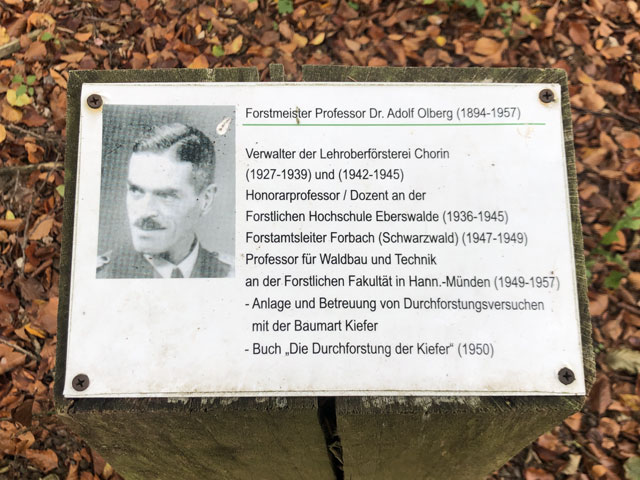 Forstmeister Professor Dr. Adolf Olberg (1894-1957)
Verwalter der Lehroberförsterei Chorin
(1927-1939) und (1942-1945)
Honorarprofessor / Dozent an der
Forstlichen Hochschule Eberswalde (1936-1945)
Forstamtsleiter Forbach (Schwarzwald) (1947-1949)
Professor für Waldbau und Technik
an der Forstlichen Fakultät in Hann.-Münden (1949-1957)
- Anlage und Betreuung von Durchforstungsversuchen
mit der Baumart Kiefer
- Buch „Die Durchforstung der Kiefer“ (1950)